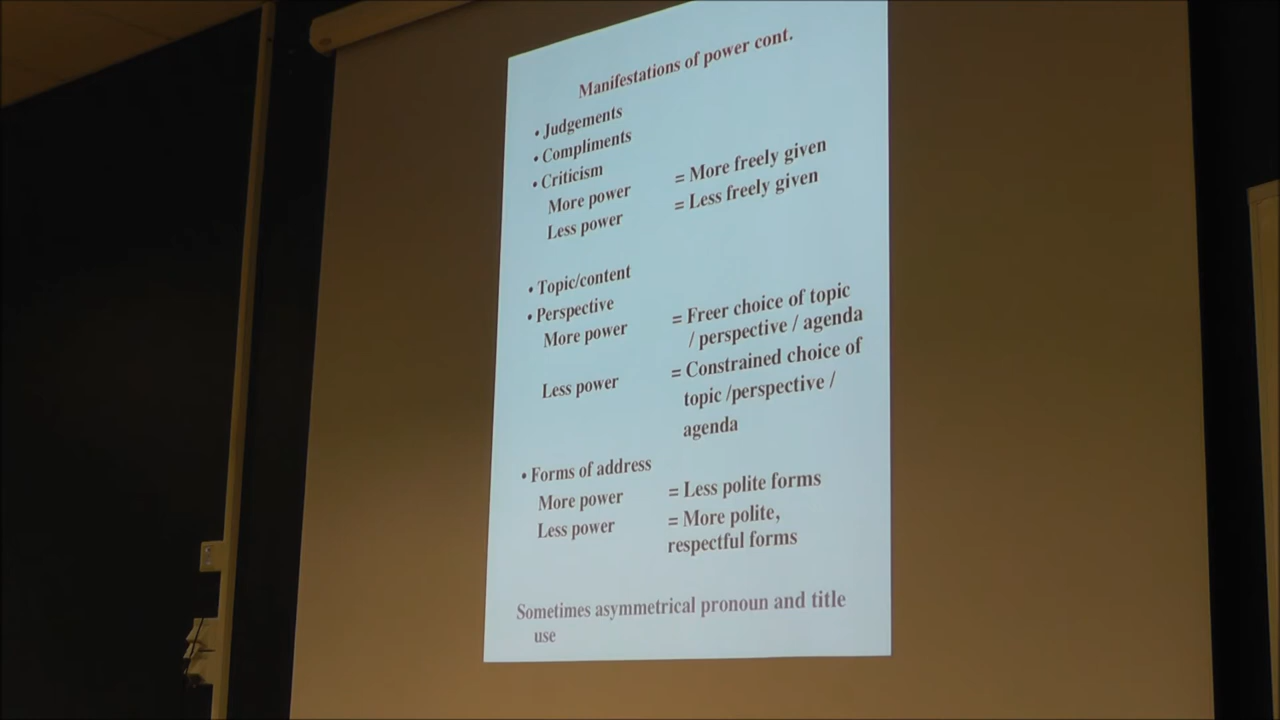 Manifestations of power cont.
• Judgements
• Compliments
• Criticism
More power = More freely given
Less power = Less freely given
• Topic/content
• Perspective
More power = Freer choice of topic
/ perspective / agenda
Less power = Constrained choice of
topic /perspective /
agenda
• Forms of address
More power = Less polite forms
Less power = More polite,
respectful forms
Sometimes asymmetrical pronoun and title
use